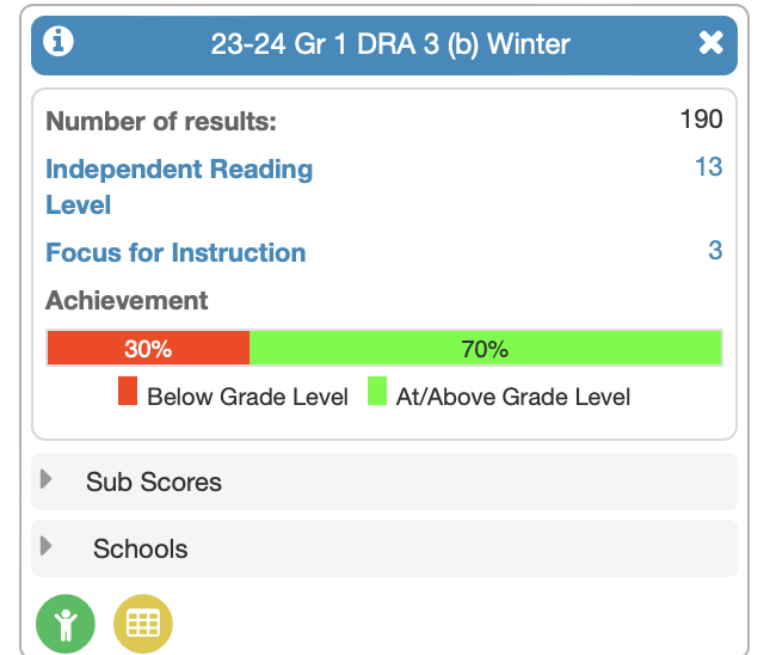 23-24 Gr 1 DRA 3 (b) Winter
Number of results: 190
Independent Reading 13
Level
Focus for Instruction 3
Achievement
30% 70%
Below Grade Level At/Above Grade Level
Sub Scores
Schools